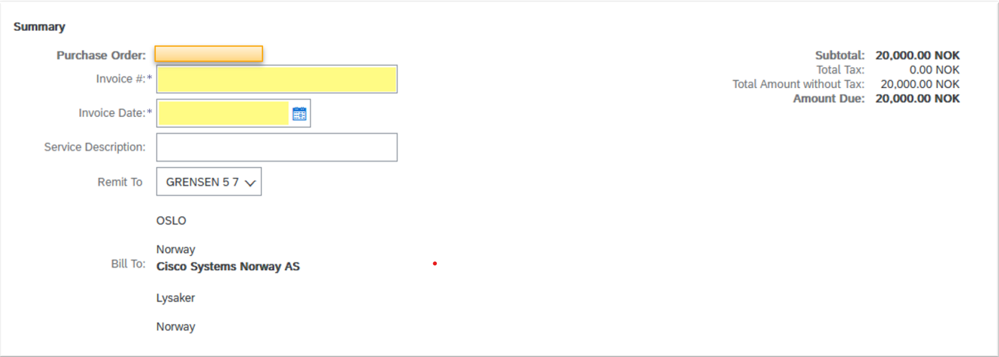 Summary
Purchase Order:
Invoice #:*
Invoice Date:*
Service Description:
Remit To GRENSEN 5 7
OSLO
Norway
Bill To: Cisco Systems Norway AS
Lysaker
Norway
Subtotal: 20,000.00 NOK
Total Tax: 0.00 NOK
Total Amount without Tax: 20,000.00 NOK
Amount Due: 20,000.00 NOK